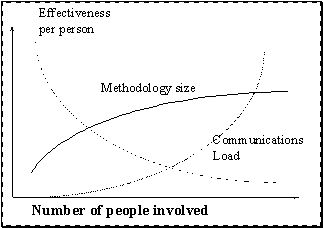 Effectiveness
per person
Methodology size
Communications
Load
Number of people involved